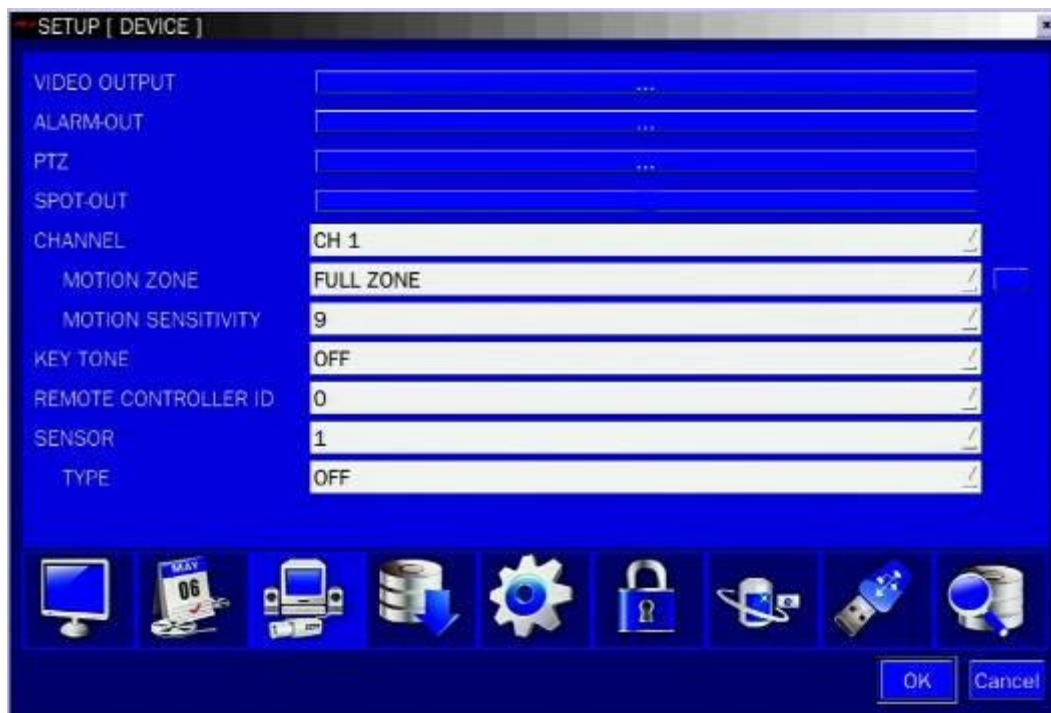 SETUP [ DEVICE ]
VIDEO OUTPUT ...
ALARM-OUT ...
PTZ ...
SPOT-OUT
CHANNEL CH 1
MOTION ZONE FULL ZONE
MOTION SENSITIVITY 9
KEY TONE OFF
REMOTE CONTROLLER ID 0
SENSOR 1
TYPE OFF
MAY
06
OK Cancel